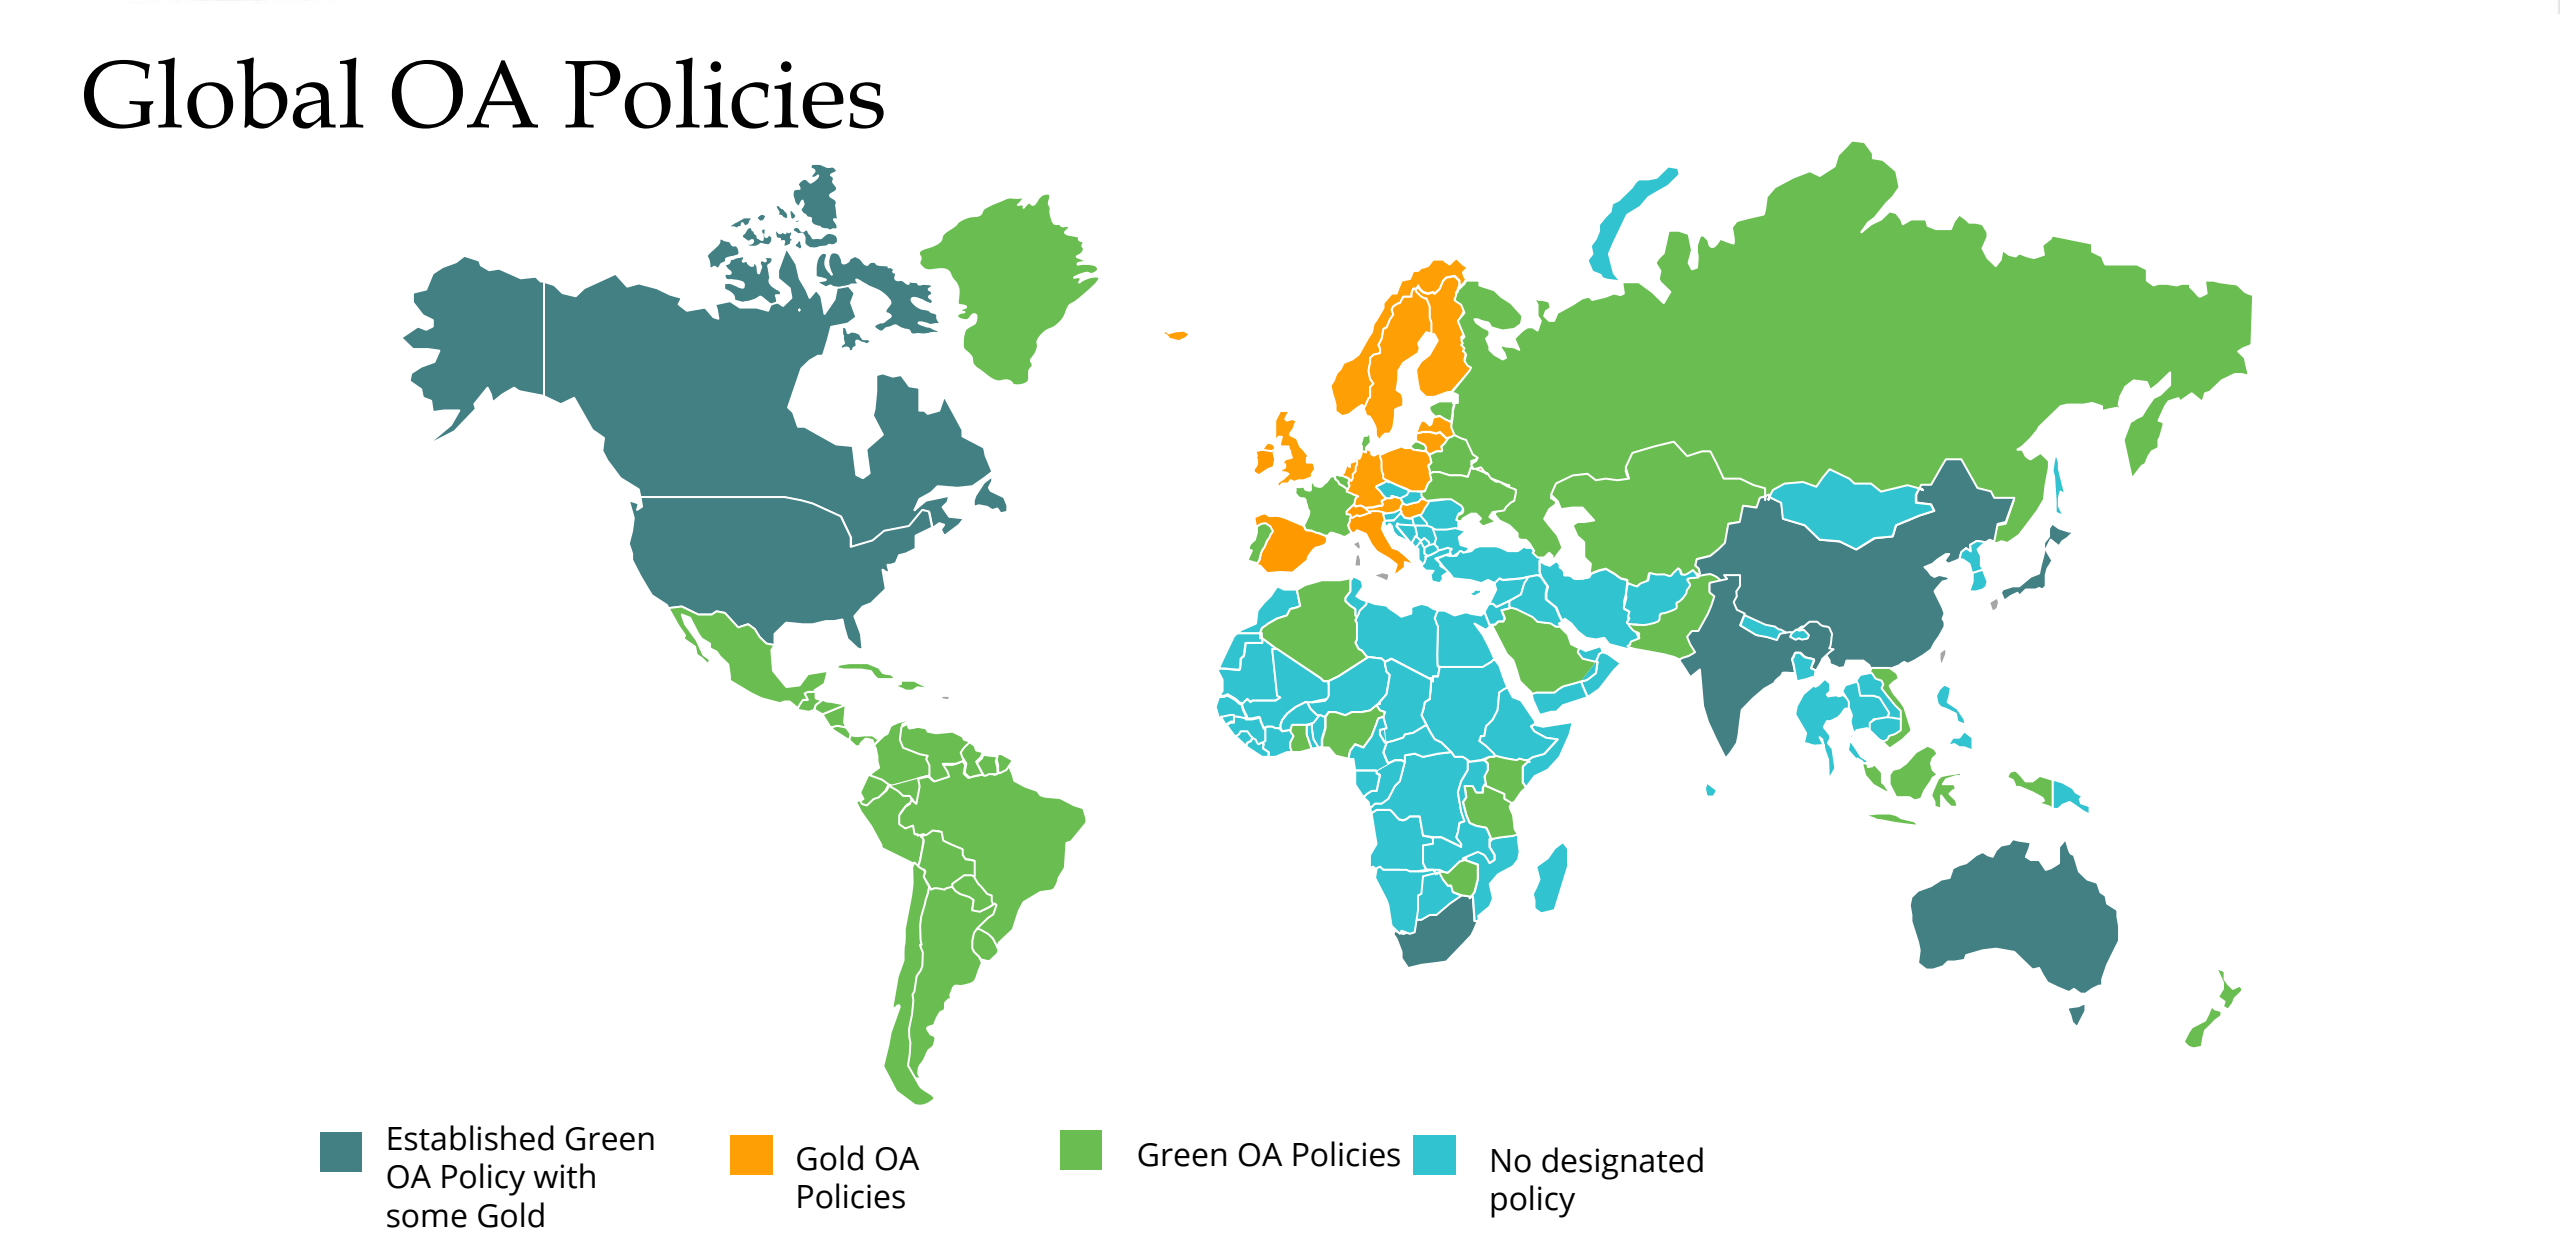 Global OA Policies
Established Green
OA Policy with
some Gold
Gold OA
Policies
Green OA Policies
No designated
policy